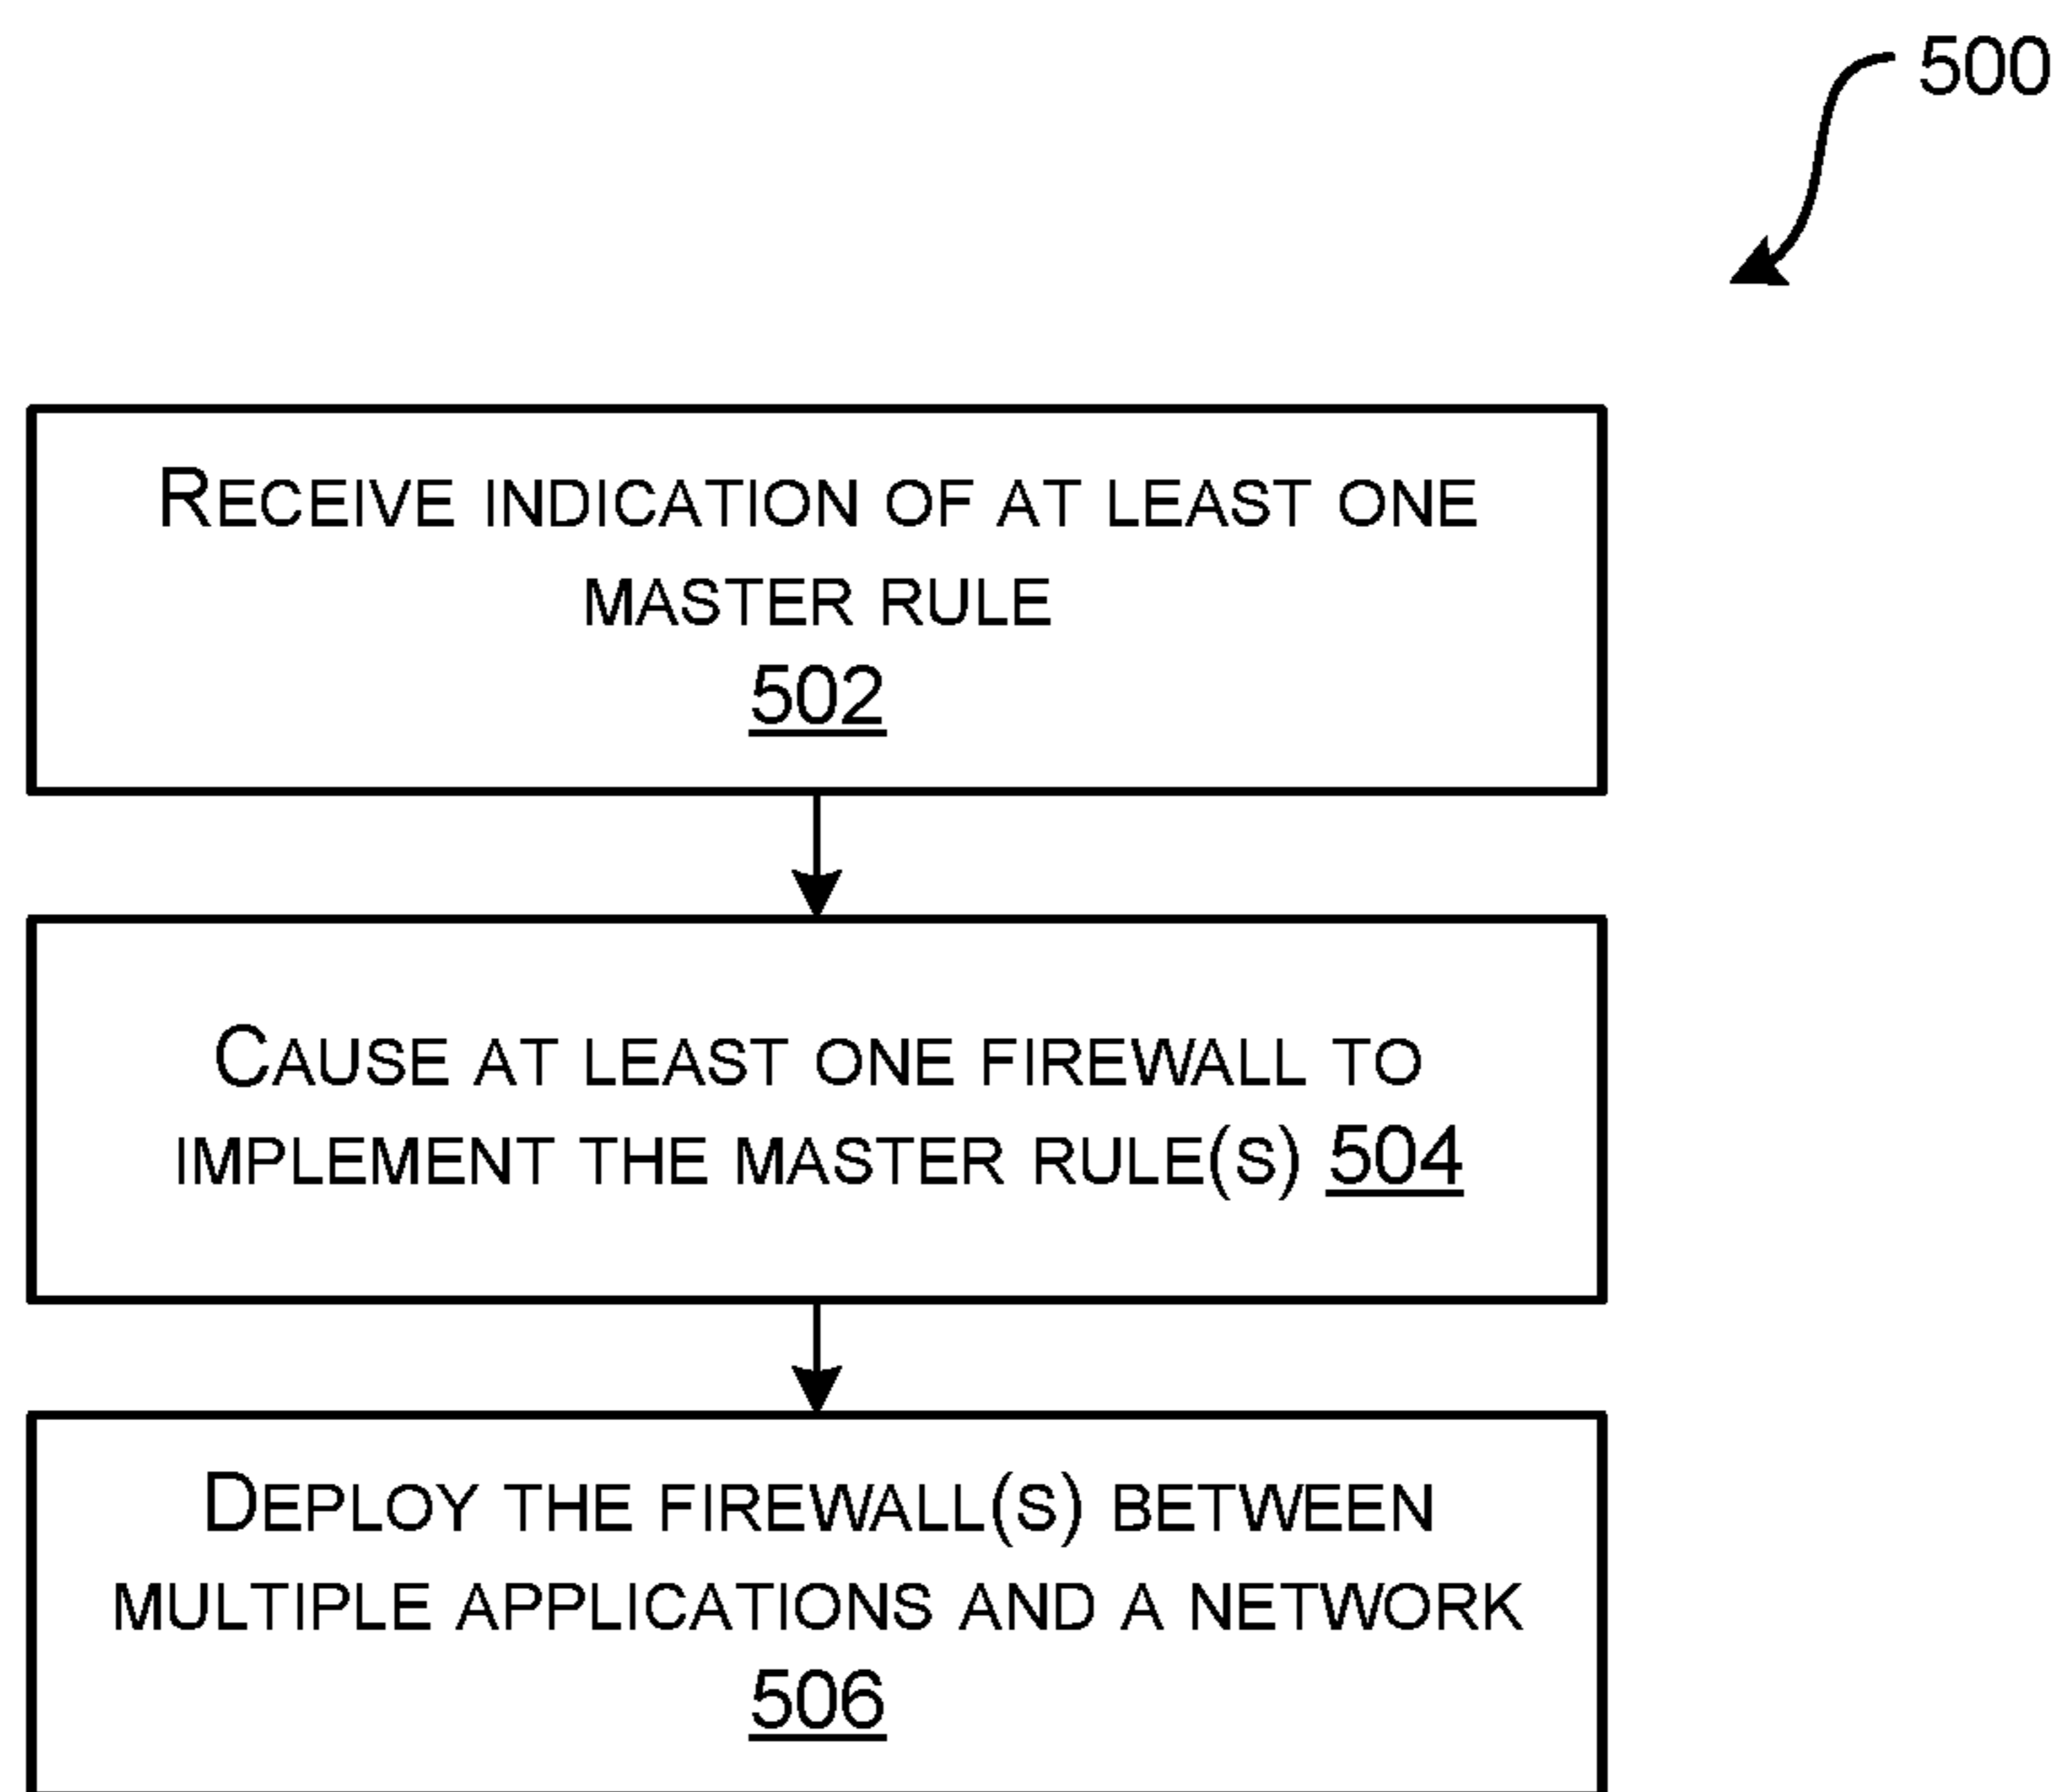 500
Receive indication of at least one
master rule
502
Cause at least one firewall to
implement the master rule(s) 504
Deploy the firewall(s) between
multiple applications and a network
506